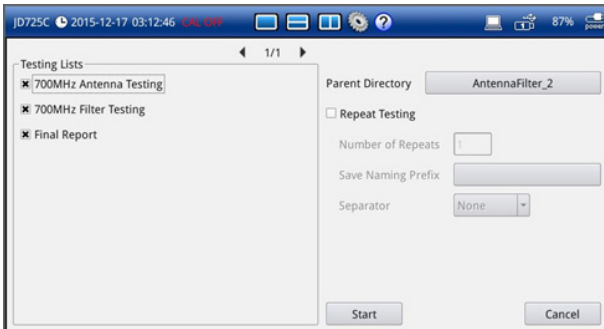 JD725C 2015-12-17 03:12:46 CAL OFF 87% power
1/1
Testing Lists
700MHz Antenna Testing
700MHz Filter Testing
Final Report
Parent Directory AntennaFilter_2
Repeat Testing
Number of Repeats 1
Save Naming Prefix
Separator None
Start Cancel